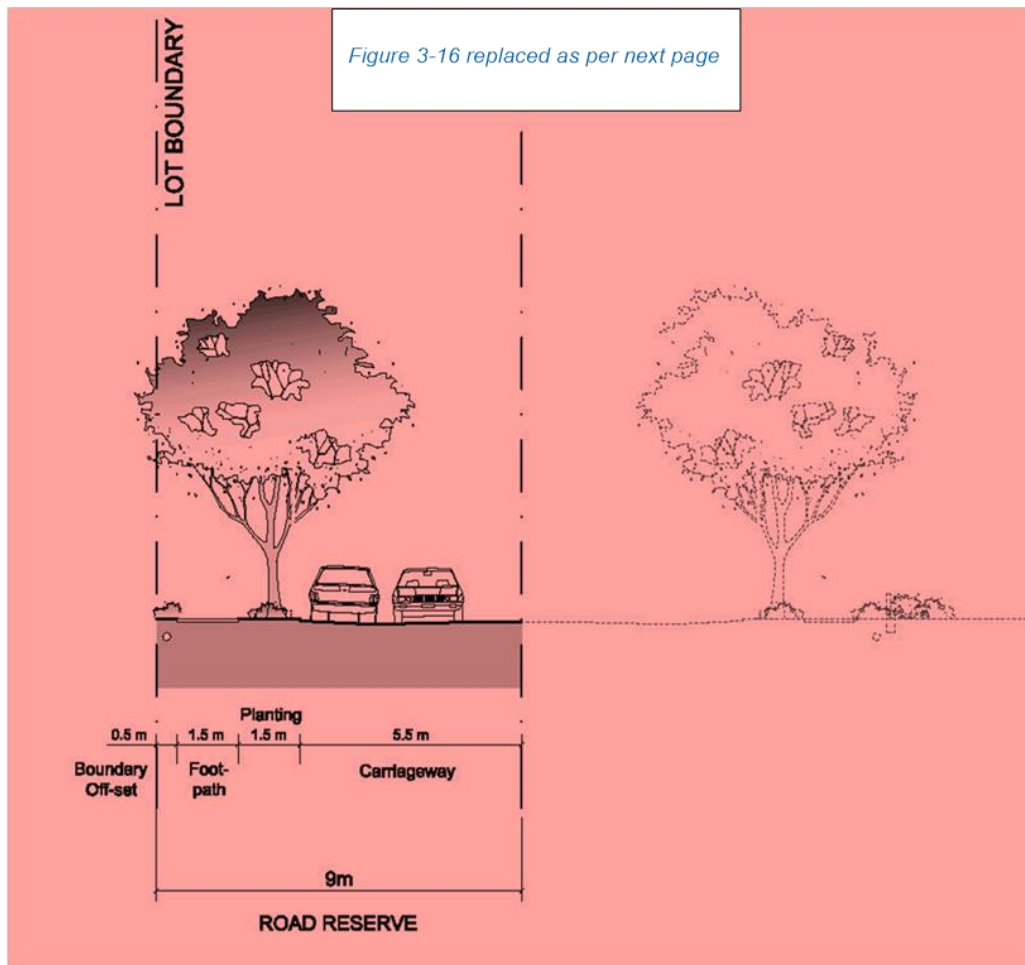 Figure 3-16 replaced as per next page
LOT BOUNDARY
Planting
0.5 m 1.5 m 1.5 m 5.5 m
Boundary
Off-set
Foot-
path
Carriageway
9m
ROAD RESERVE